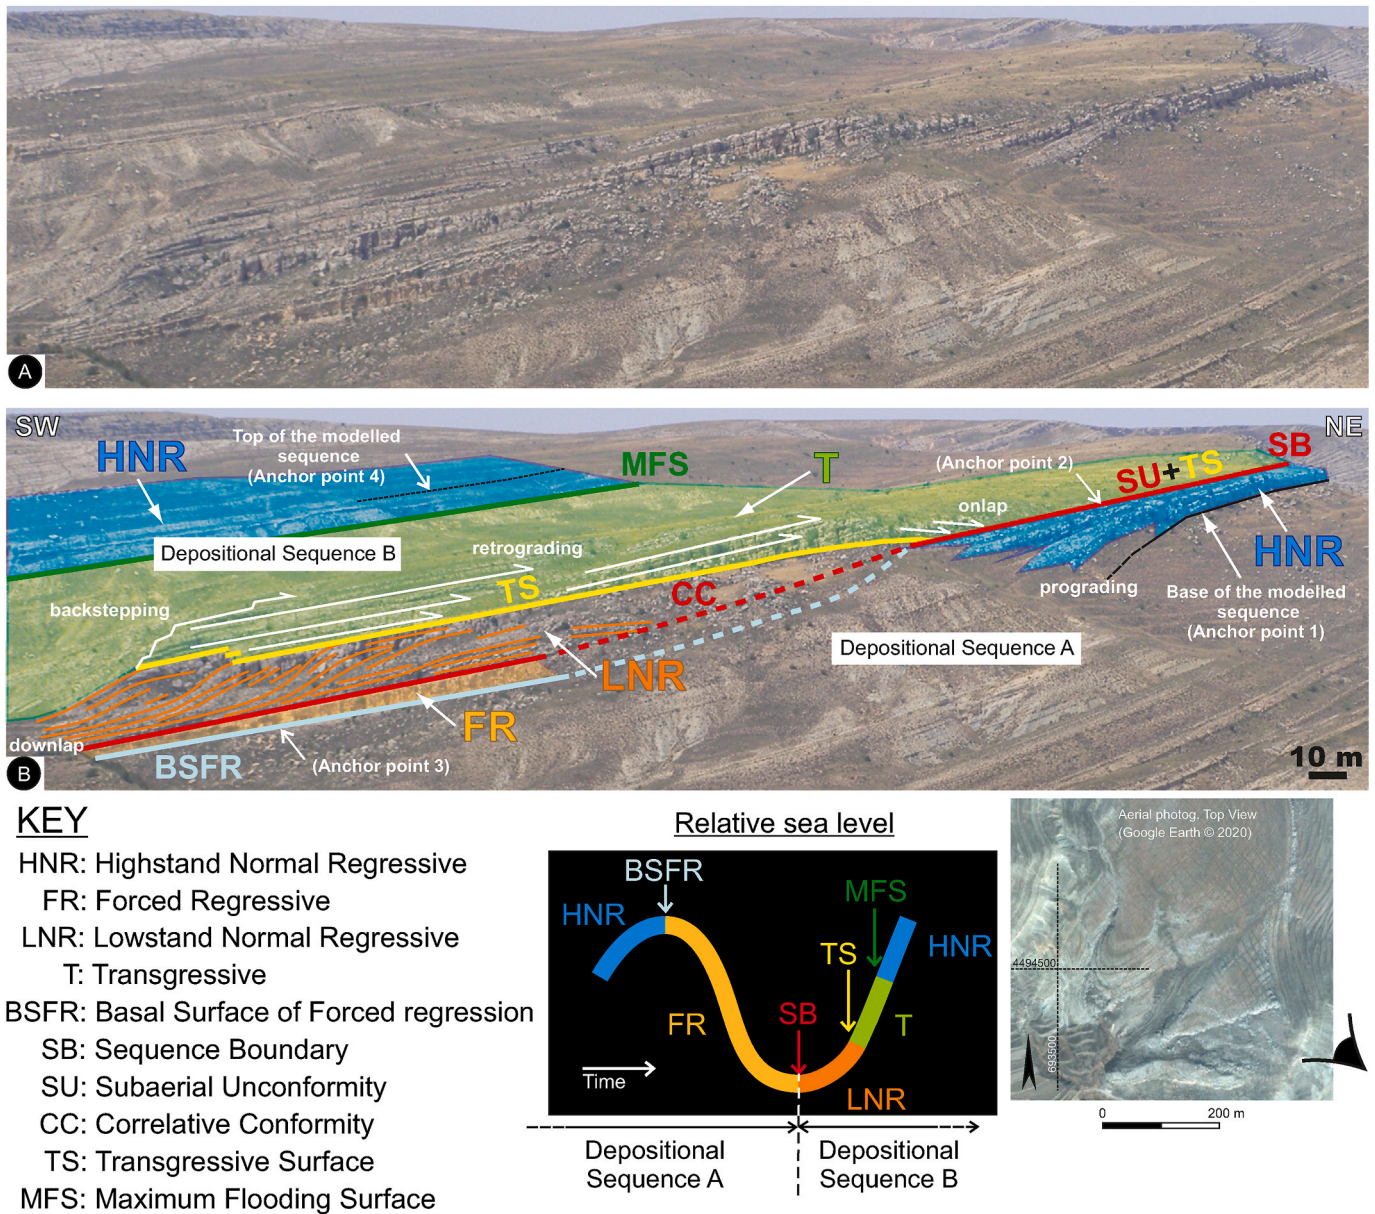 A
SW
NE
HNR
Top of the modelled
sequence
(Anchor point 4)
MFS
T
(Anchor point 2)
SU+TS
SB
onlap
HNR
Depositional Sequence B
retrograding
TS
CC
backstepping
prograding
Base of the modelled
sequence
(Anchor point 1)
Depositional Sequence A
LNR
FR
downlap
BSFR
(Anchor point 3)
10 m
B
KEY
HNR: Highstand Normal Regressive
FR: Forced Regressive
LNR: Lowstand Normal Regressive
T: Transgressive
BSFR: Basal Surface of Forced regression
SB: Sequence Boundary
SU: Subaerial Unconformity
CC: Correlative Conformity
TS: Transgressive Surface
MFS: Maximum Flooding Surface
Relative sea level
BSFR
HNR
MFS
HNR
TS
SB
FR
T
Time
LNR
Depositional
Sequence A
Depositional
Sequence B
Aerial photog. Top View
(Google Earth © 2020)
4494500
693500
0
200 m